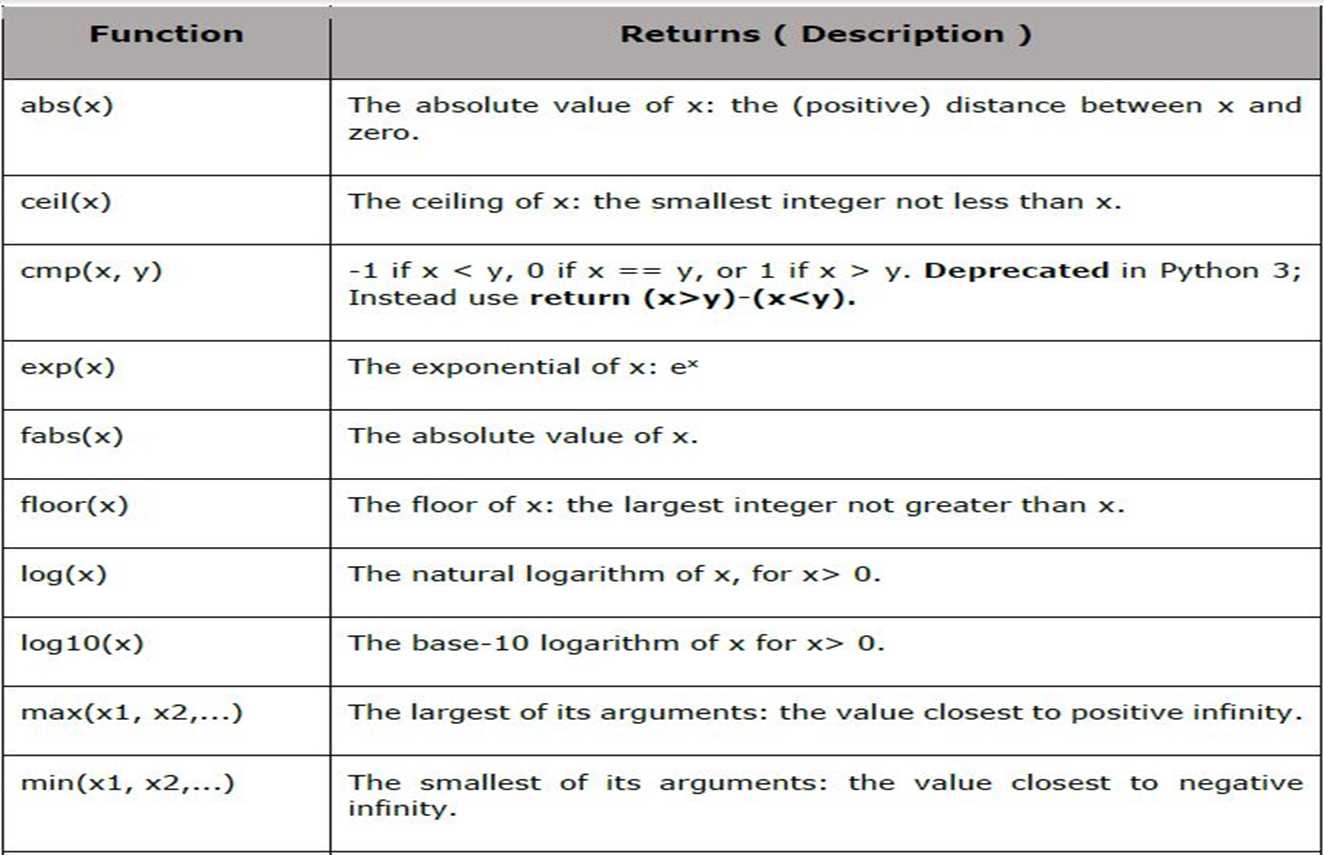 Function
Returns ( Description )
abs(x)
The absolute value of x: the (positive) distance between x and
zero.
ceil(x)
The ceiling of x: the smallest integer not less than x.
cmp(x, y)
-1 if x < y, 0 if x == y, or 1 if x > y. Deprecated in Python 3;
Instead use return (x>y)-(x<y).
exp(x)
The exponential of x: eˣ
fabs(x)
The absolute value of x.
floor(x)
The floor of x: the largest integer not greater than x.
log(x)
The natural logarithm of x, for x> 0.
log10(x)
The base-10 logarithm of x for x> 0.
max(x1, x2,...)
The largest of its arguments: the value closest to positive infinity.
min(x1, x2,...)
The smallest of its arguments: the value closest to negative
infinity.